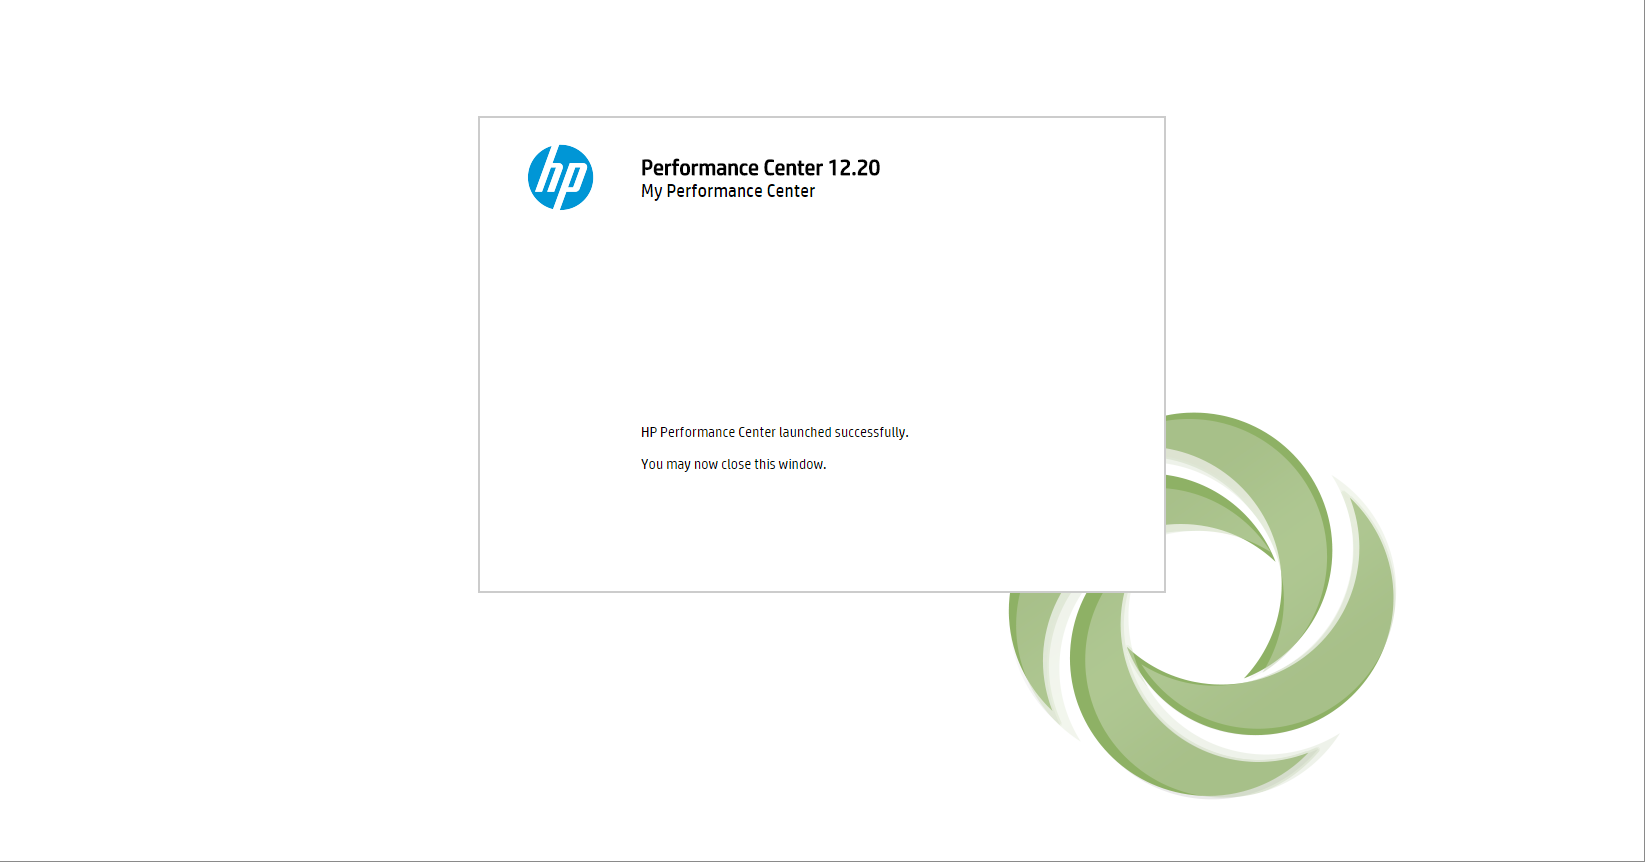 hp
Performance Center 12.20
My Performance Center
HP Performance Center launched successfully.
You may now close this window.